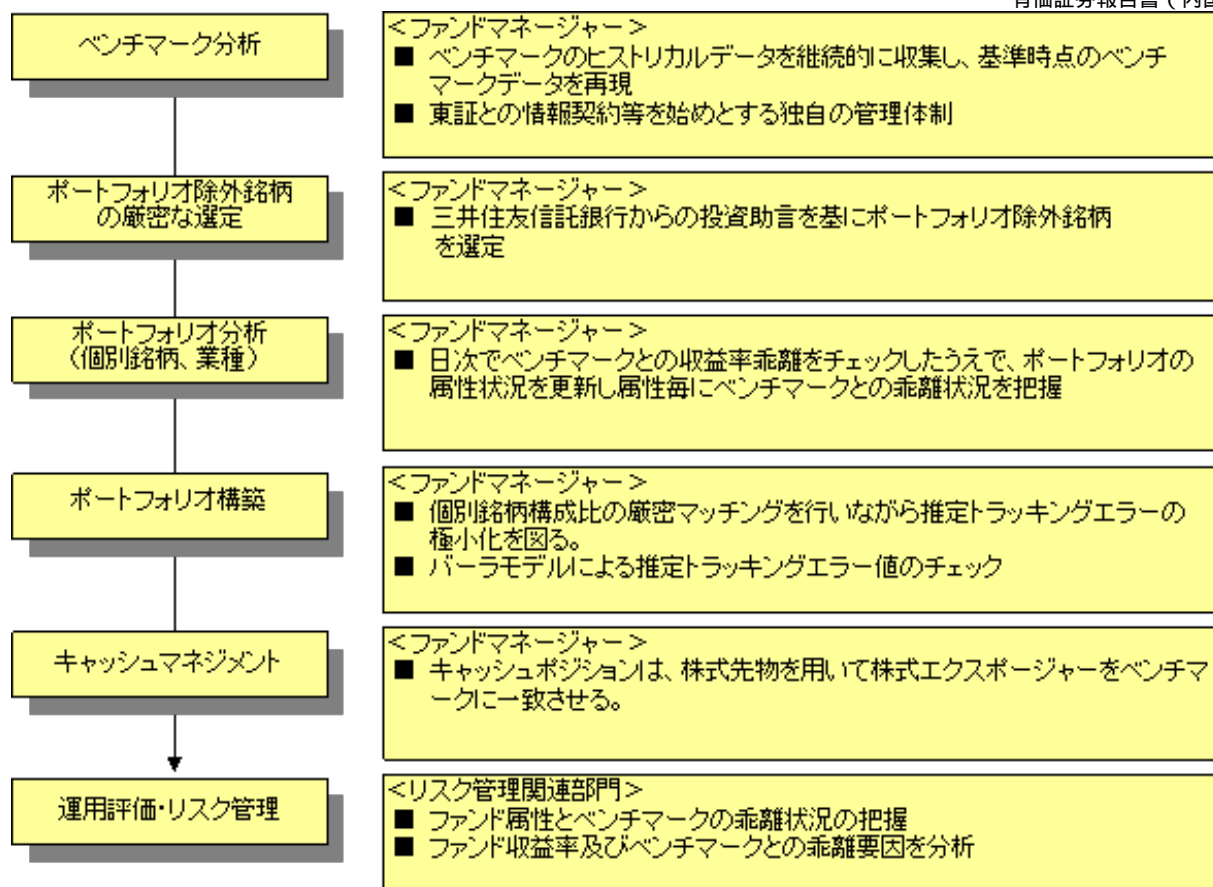 有価証券報告書(内国
ベンチマーク分析
<ファンドマネージャー>
■ ベンチマークのヒストリカルデータを継続的に収集し、基準時点のベンチ
マークデータを再現
■ 東証との情報契約等を始めとする独自の管理体制
ポートフォリオ除外銘柄
の厳密な選定
<ファンドマネージャー>
■ 三井住友信託銀行からの投資助言を基にポートフォリオ除外銘柄
を選定
ポートフォリオ分析
(個別銘柄、業種)
<ファンドマネージャー>
■ 日次でベンチマークとの収益率乖離をチェックしたうえで、ポートフォリオの
属性状況を更新し属性毎にベンチマークとの乖離状況を把握
ポートフォリオ構築
<ファンドマネージャー>
■ 個別銘柄構成比の厳密マッチングを行いながら推定トラッキングエラーの
極小化を図る。
■ バーラモデルによる推定トラッキングエラー値のチェック
キャッシュマネジメント
<ファンドマネージャー>
■ キャッシュポジションは、株式先物を用いて株式エクスポージャーをベンチマ
ークに一致させる。
運用評価・リスク管理
<リスク管理関連部門>
■ ファンド属性とベンチマークの乖離状況の把握
■ ファンド収益率及びベンチマークとの乖離要因を分析